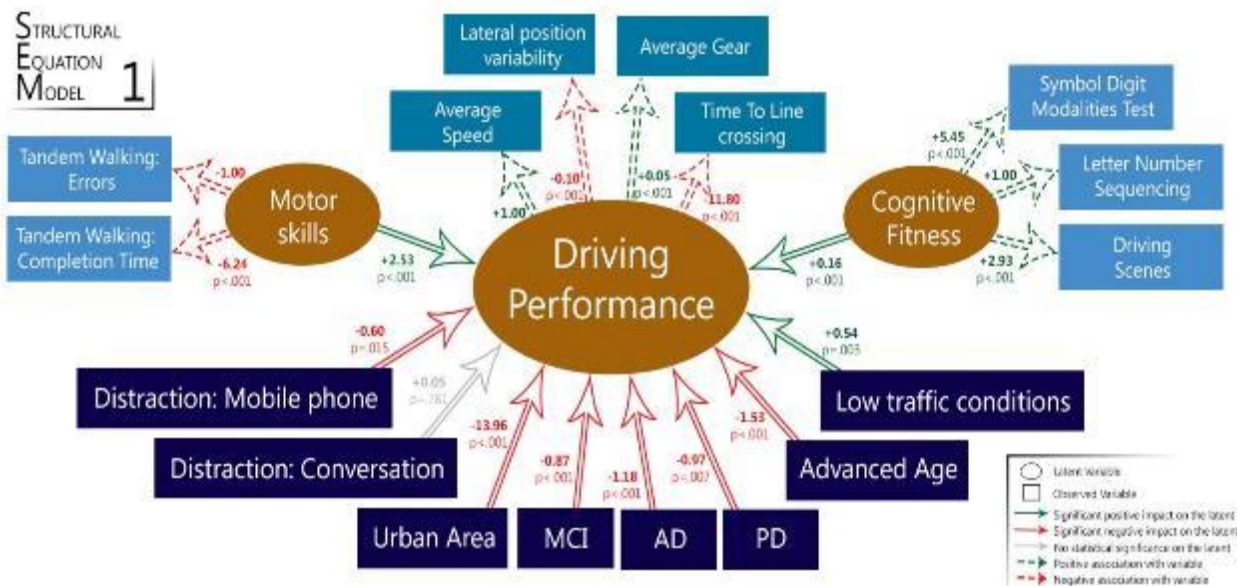 STRUCTURAL
EQUATION
MODEL 1
Lateral position
variability
Average Gear
Average
Speed
Time To Line
crossing
Symbol Digit
Modalities Test
Letter Number
Sequencing
Driving
Scenes
Tandem Walking:
Errors
Tandem Walking:
Completion Time
Motor
skills
Cognitive
Fitness
Driving
Performance
-1.00
-6.24
p<.001
+1.00
-0.10
p<.001
+0.05
p<.001
-11.80
p<.001
+5.45
p<.001
+1.00
+2.93
p<.001
+2.53
p<.001
+0.16
p<.001
-0.60
p=.015
+0.05
-13.96
p<.001
-0.87
p<.001
-1.18
p<.001
-0.97
-1.53
p<.001
+0.54
Distraction: Mobile phone
Distraction: Conversation
Urban Area
MCI
AD
PD
Advanced Age
Low traffic conditions
Latent Variable
Observed Variable
Significant positive impact on the latent
Significant negative impact on the latent
No statistical significance on the latent
Positive association with variable
Negative association with variable